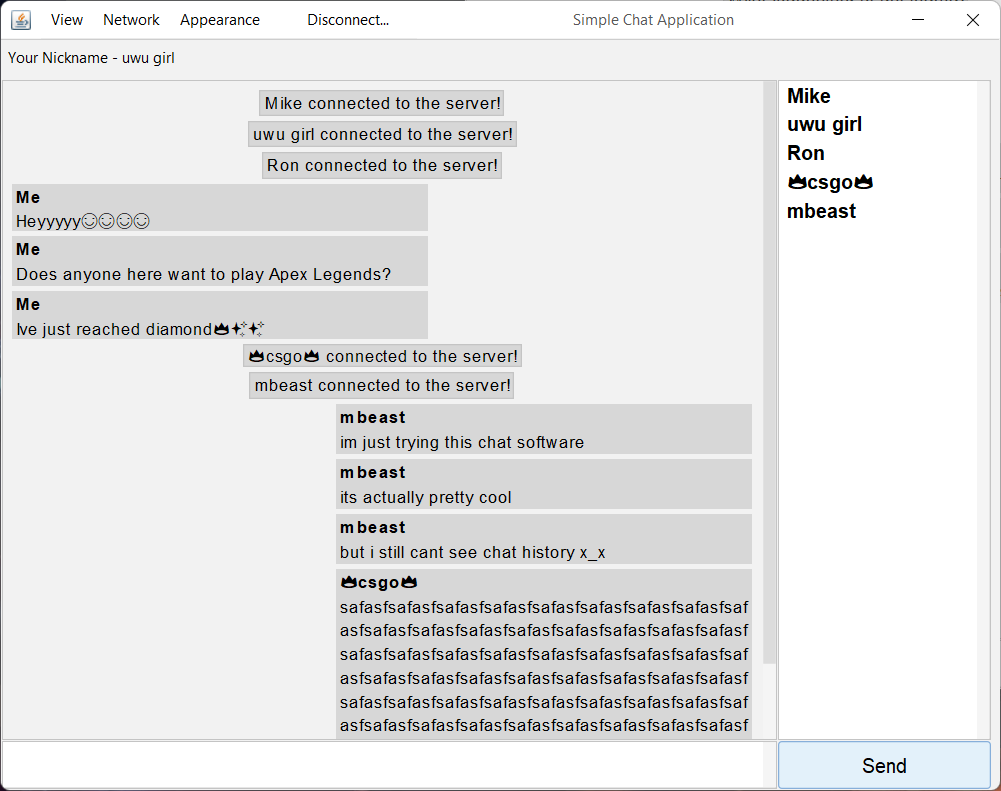 View Network Appearance Disconnect... Simple Chat Application
Your Nickname - uwu girl
Mike connected to the server!
uwu girl connected to the server!
Ron connected to the server!
Me
Heyyyyy☺☺☺☺
Me
Does anyone here want to play Apex Legends?
Me
Ive just reached diamond👑✨✨
👑csgo👑 connected to the server!
mbeast connected to the server!
mbeast
im just trying this chat software
mbeast
its actually pretty cool
mbeast
but i still cant see chat history x_x
👑csgo👑
safasfsafasfsafasfsafasfsafasfsafasfsafasfsafasfsaf
asfsafasfsafasfsafasfsafasfsafasfsafasfsafasfsafasf
safasfsafasfsafasfsafasfsafasfsafasfsafasfsafasfsaf
asfsafasfsafasfsafasfsafasfsafasfsafasfsafasfsafasf
safasfsafasfsafasfsafasfsafasfsafasfsafasfsafasfsaf
asfsafasfsafasfsafasfsafasfsafasfsafasfsafasfsafasf
Mike
uwu girl
Ron
👑csgo👑
mbeast
Send